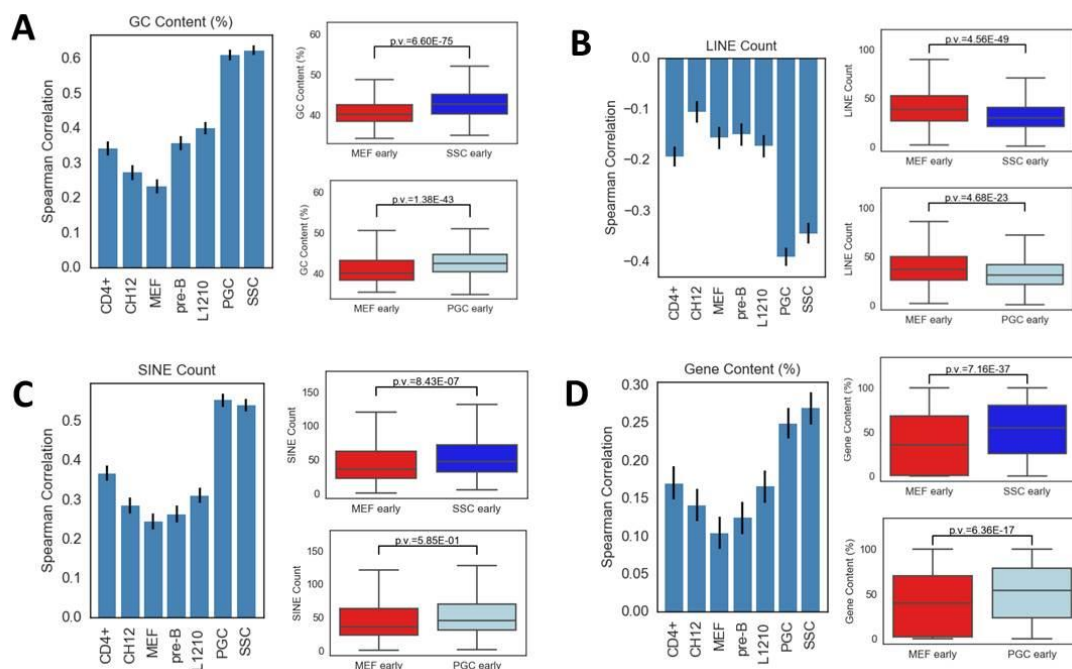 A
GC Content (%)
Spearman Correlation
0.6
0.5
0.4
0.3
0.2
0.1
0.0
CD4+ CH12 MEF pre-B L1210 PGC SSC
GC Content (%)
60
50
40
p.v.=6.60E-75
MEF early SSC early
GC Content (%)
60
50
40
p.v.=1.38E-43
MEF early PGC early
B
LINE Count
Spearman Correlation
0.0
−0.1
−0.2
−0.3
−0.4
CD4+ CH12 MEF pre-B L1210 PGC SSC
LINE Count
100
50
0
p.v.=4.56E-49
MEF early SSC early
LINE Count
100
50
0
p.v.=4.68E-23
MEF early PGC early
C
SINE Count
Spearman Correlation
0.5
0.4
0.3
0.2
0.1
0.0
CD4+ CH12 MEF pre-B L1210 PGC SSC
SINE Count
150
100
50
0
p.v.=8.43E-07
MEF early SSC early
SINE Count
150
100
50
0
p.v.=5.85E-01
MEF early PGC early
D
Gene Content (%)
Spearman Correlation
0.30
0.25
0.20
0.15
0.10
0.05
0.00
CD4+ CH12 MEF pre-B L1210 PGC SSC
Gene Content (%)
100
50
0
p.v.=7.16E-37
MEF early SSC early
Gene Content (%)
100
50
0
p.v.=6.36E-17
MEF early PGC early